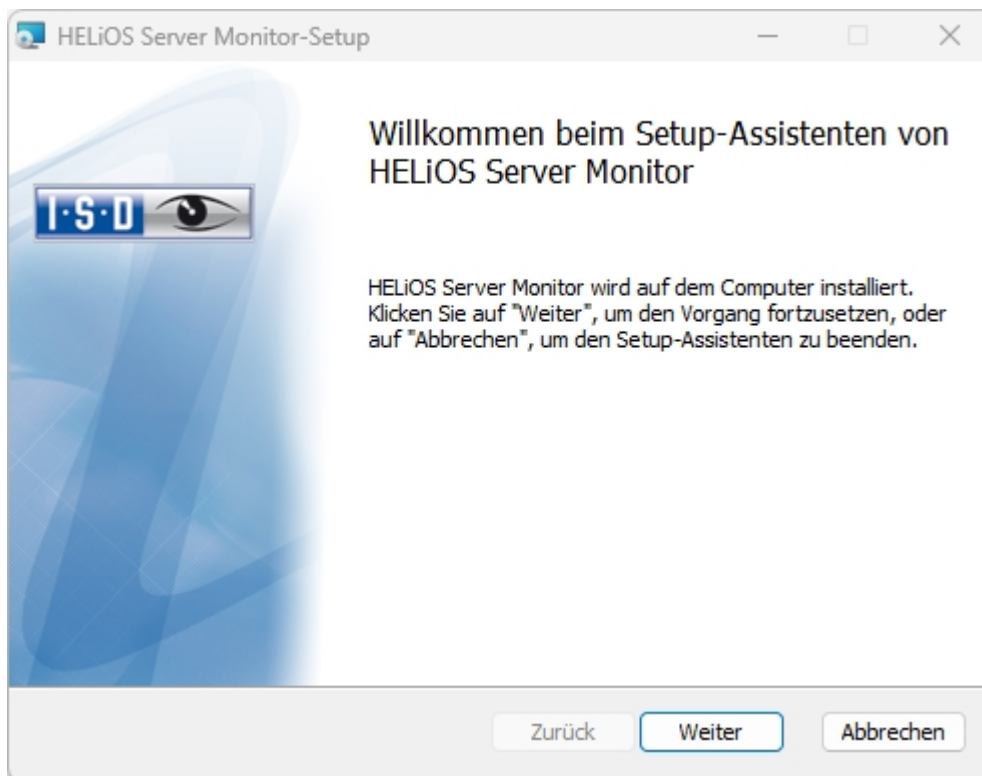 HELiOS Server Monitor-Setup
Willkommen beim Setup-Assistenten von
HELiOS Server Monitor
I·S·D
HELiOS Server Monitor wird auf dem Computer installiert.
Klicken Sie auf "Weiter", um den Vorgang fortzusetzen, oder
auf "Abbrechen", um den Setup-Assistenten zu beenden.
Zurück
Weiter
Abbrechen